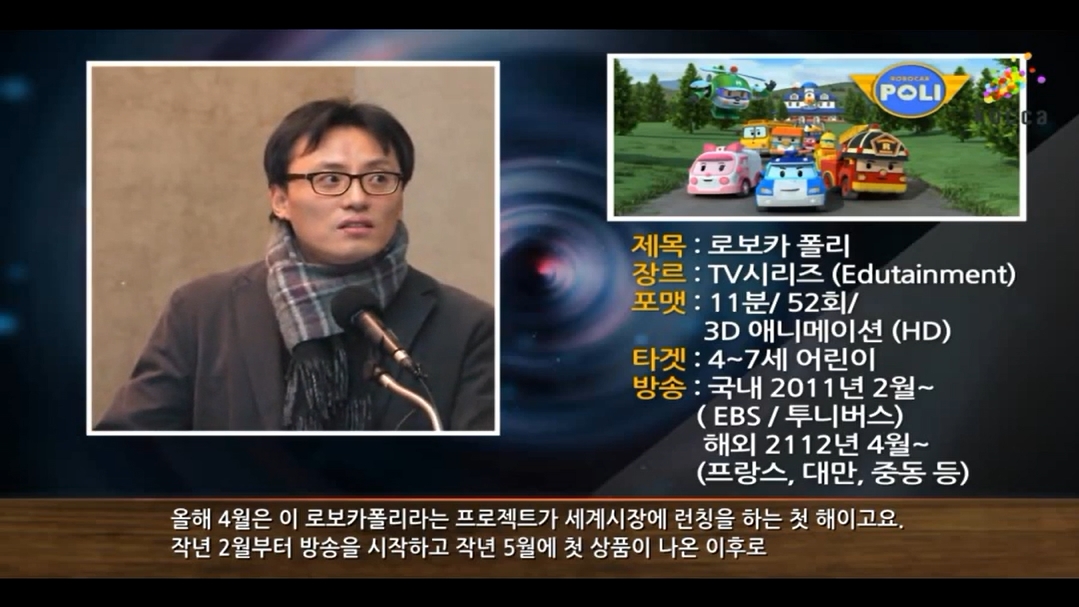 ROBOCAR
POLI
제목 : 로보카 폴리
장르 : TV시리즈 (Edutainment)
포맷 : 11분/ 52회/
3D 애니메이션 (HD)
타겟 : 4~7세 어린이
방송 : 국내 2011년 2월~
( EBS / 투니버스)
해외 2112년 4월~
(프랑스, 대만, 중동 등)
올해 4월은 이 로보카폴리라는 프로젝트가 세계시장에 런칭을 하는 첫 해이고요.
작년 2월부터 방송을 시작하고 작년 5월에 첫 상품이 나온 이후로